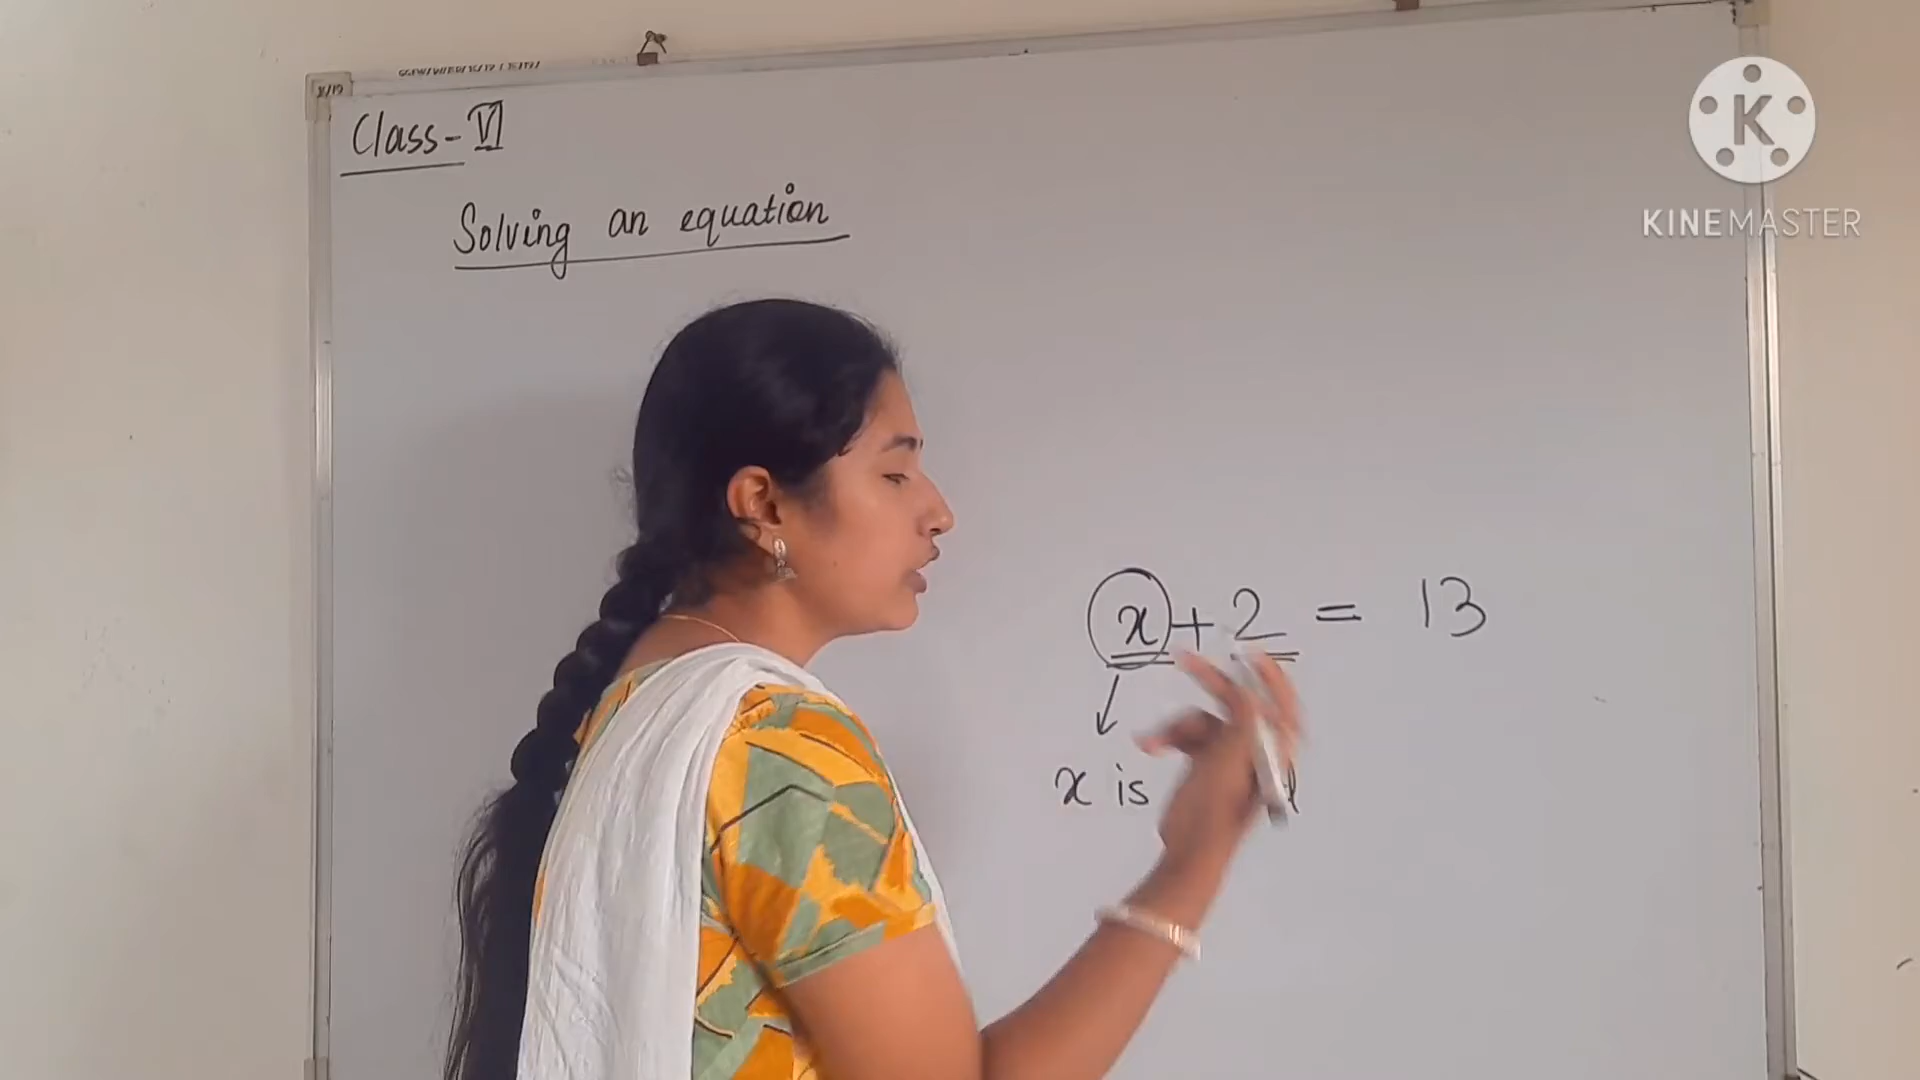 Class-VI
Solving an equation
x + 2 = 13
x is
K
KINEMASTER